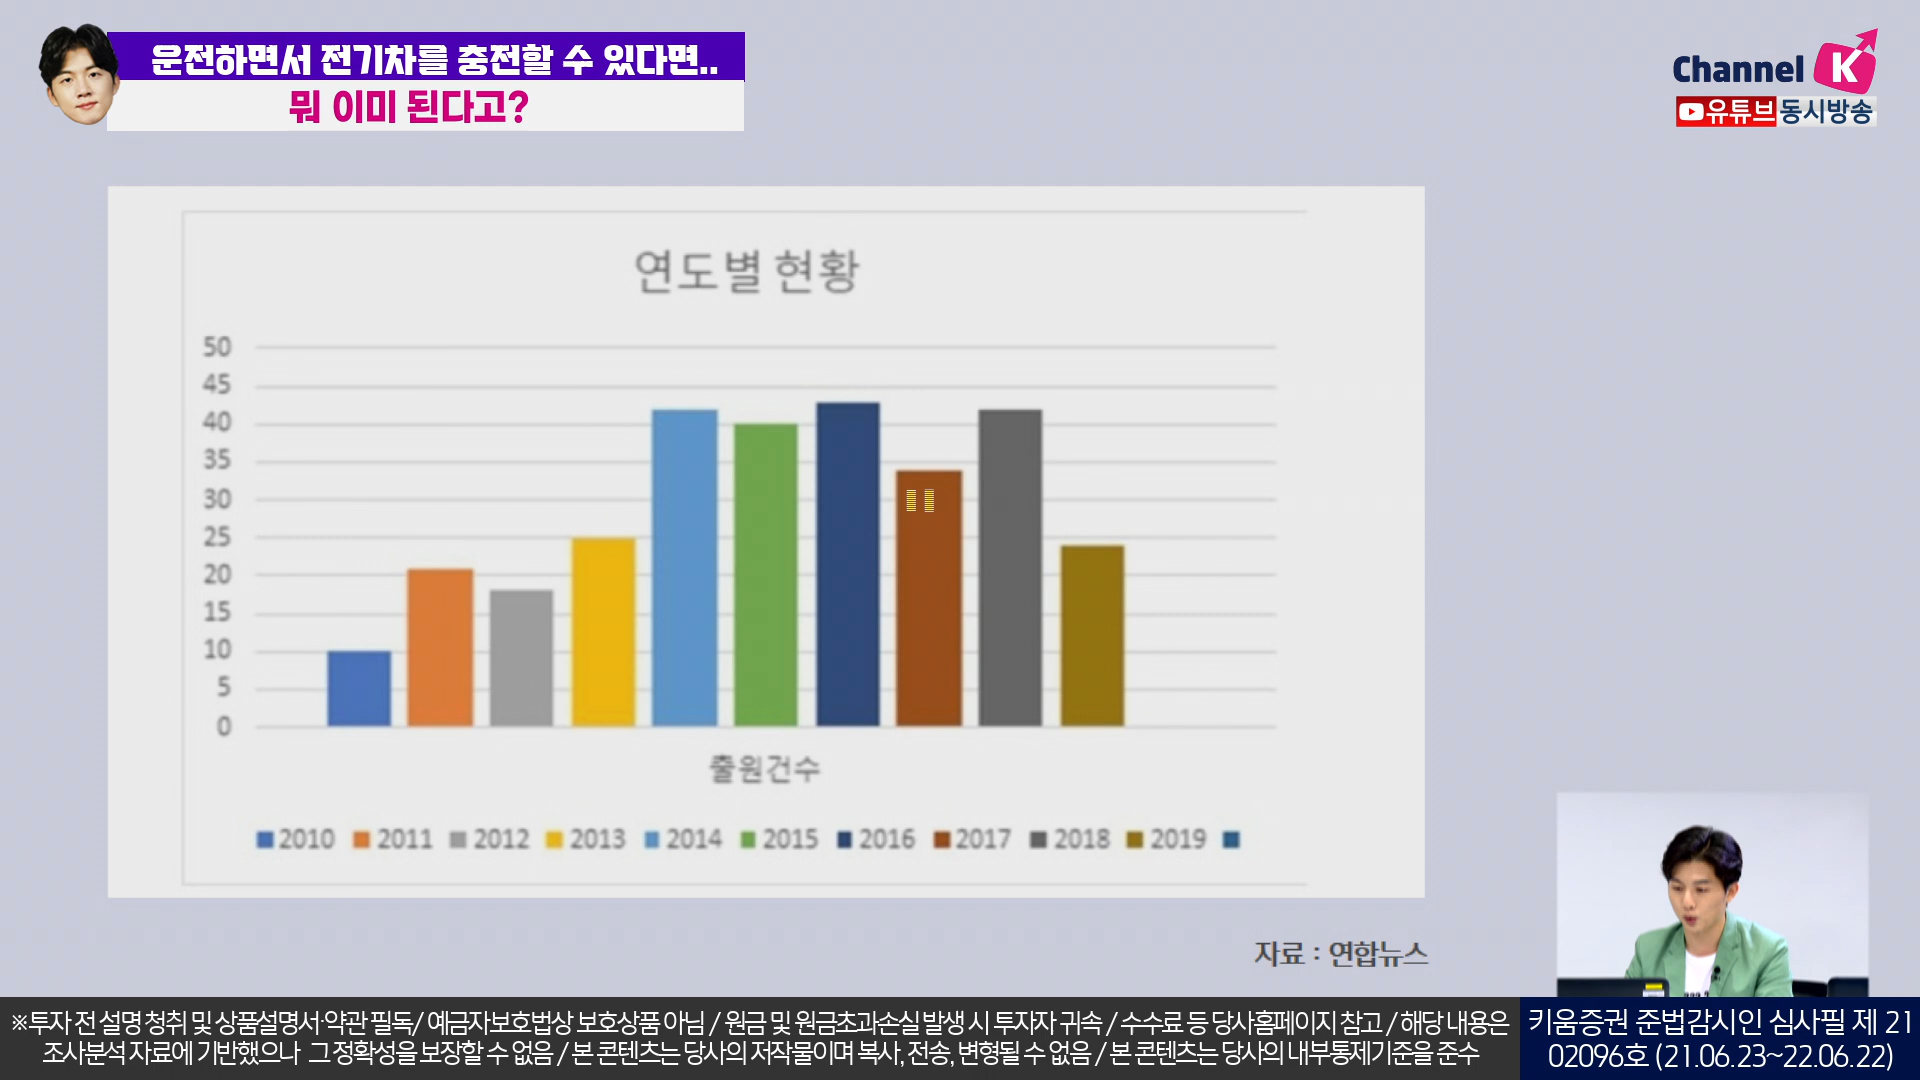 운전하면서 전기차를 충전할 수 있다면..
뭐 이미 된다고?
Channel K
유튜브 동시방송
연도별 현황
50
45
40
35
30
25
20
15
10
5
0
출원건수
2010 2011 2012 2013 2014 2015 2016 2017 2018 2019
자료 : 연합뉴스
※투자 전 설명 청취 및 상품설명서·약관 필독/ 예금자보호법상 보호상품 아님 / 원금 및 원금초과손실 발생 시 투자자 귀속 / 수수료 등 당사홈페이지 참고 / 해당 내용은
조사분석 자료에 기반했으나 그 정확성을 보장할 수 없음 / 본 콘텐츠는 당사의 저작물이며 복사, 전송, 변형될 수 없음 / 본 콘텐츠는 당사의 내부통제기준을 준수
키움증권 준법감시인 심사필 제 21
02096호 (21.06.23~22.06.22)